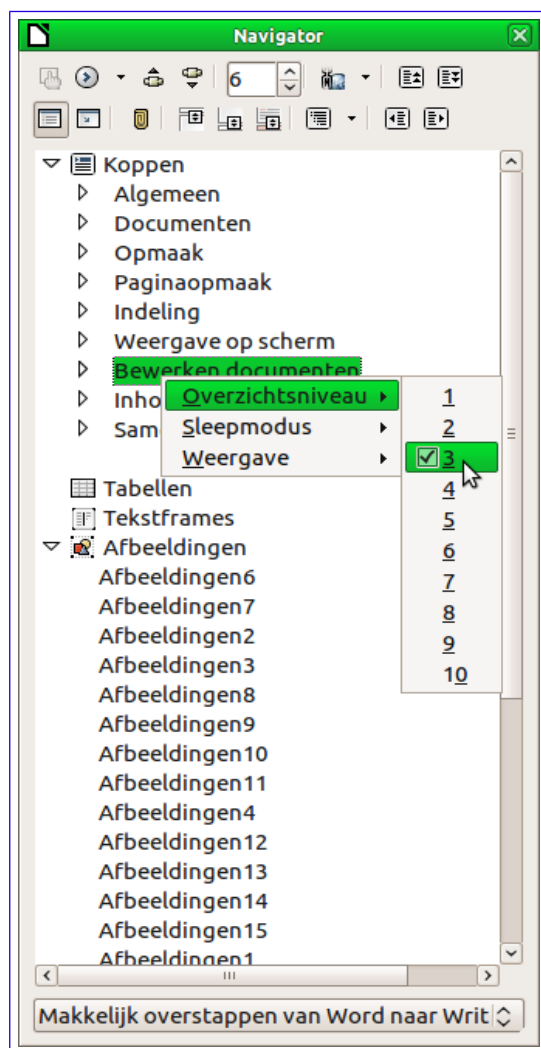 Navigator
6
Koppen
Algemeen
Documenten
Opmaak
Paginaopmaak
Indeling
Weergave op scherm
Bewerken documenten
Inho
Sam
Overzichtsniveau
Sleepmodus
Weergave
1
2
3
4
5
6
7
8
9
10
Tabellen
Tekstframes
Afbeeldingen
Afbeeldingen6
Afbeeldingen7
Afbeeldingen2
Afbeeldingen3
Afbeeldingen8
Afbeeldingen9
Afbeeldingen10
Afbeeldingen11
Afbeeldingen4
Afbeeldingen12
Afbeeldingen13
Afbeeldingen14
Afbeeldingen15
Afbeeldingen1
Makkelijk overstappen van Word naar Writ